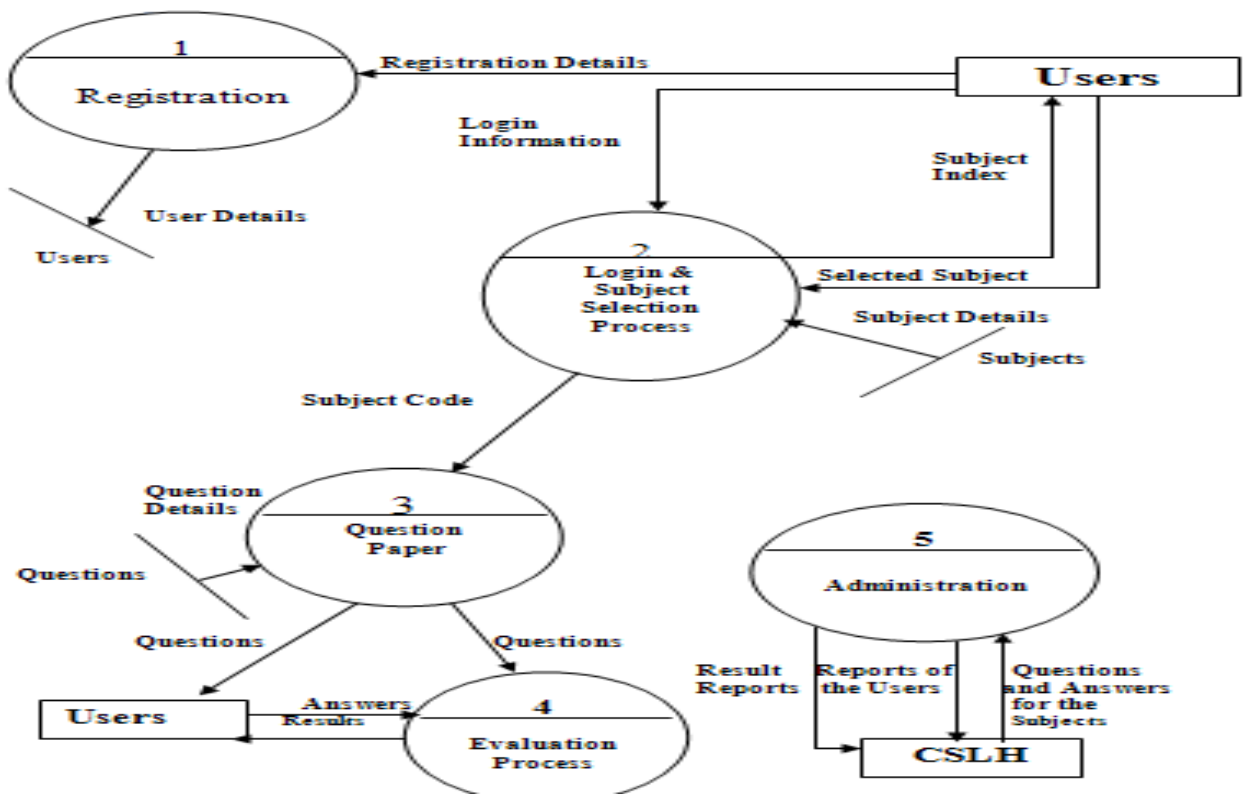 1
Registration
Registration Details
Users
Login
Information
Subject
Index
User Details
Users
2
Login &
Subject
Selection
Process
Selected Subject
Subject Details
Subjects
Subject Code
Question
Details
3
Question
Paper
Questions
Questions
Questions
Users
Answers
Results
4
Evaluation
Process
5
Administration
Result
Reports
Reports of
the Users
Questions
and Answers
for the
Subjects
CSLH